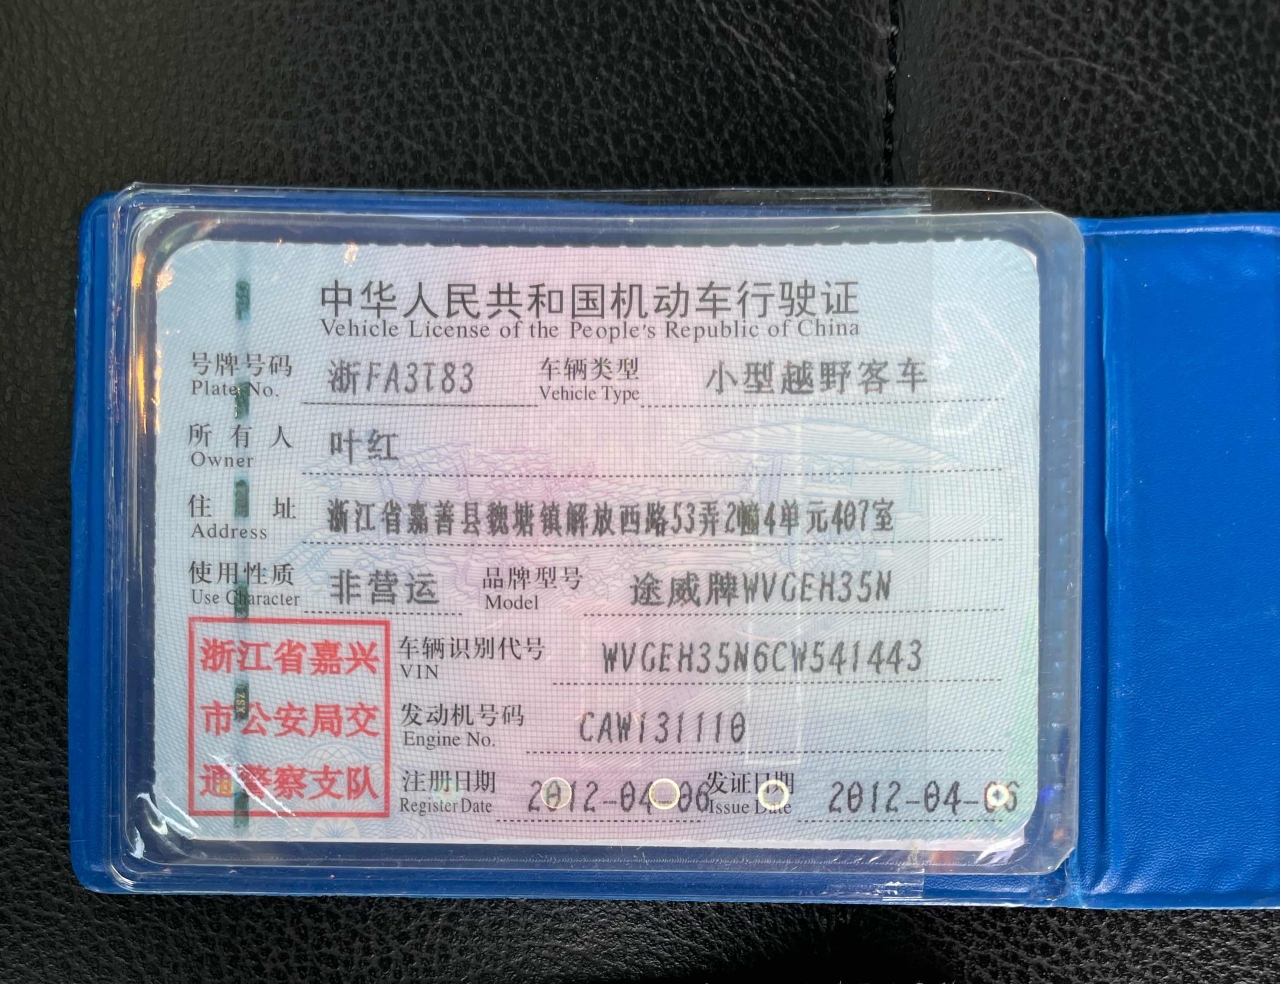 中华人民共和国机动车行驶证
Vehicle License of the People's Republic of China
号牌号码 浙FA3T83 车辆类型 小型越野客车
Plate No. Vehicle Type
所有人 叶红
Owner
住址 浙江省嘉善县魏塘镇解放西路53弄2幢4单元407室
Address
使用性质 非营运 品牌型号 途威牌WVGEH35N
Use Character Model
浙江省嘉兴
市公安局交
通警察支队
车辆识别代号 WVGEH35N6CW541443
VIN
发动机号码 CAW131110
Engine No.
注册日期 2012-04-06 发证日期 2012-04-06
Register Date Issue Date